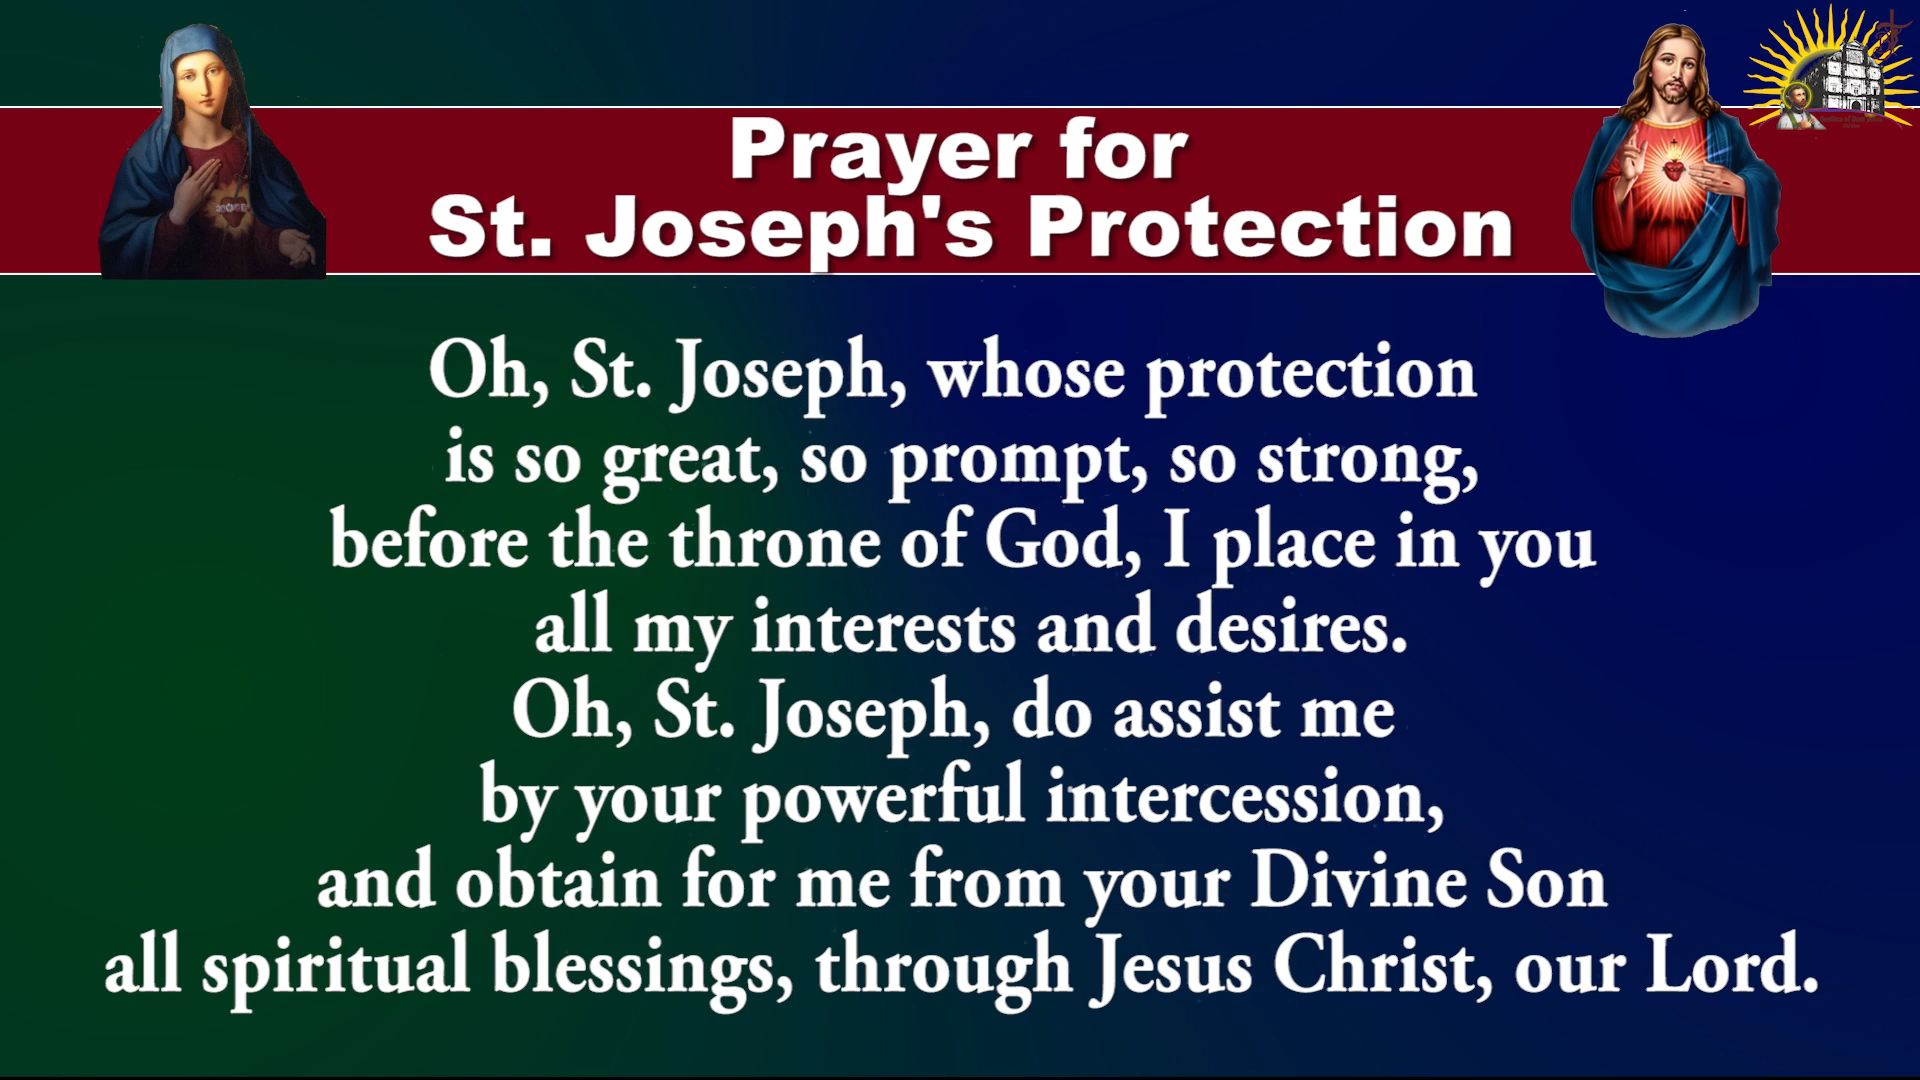 Prayer for
St. Joseph's Protection
Oh, St. Joseph, whose protection
is so great, so prompt, so strong,
before the throne of God, I place in you
all my interests and desires.
Oh, St. Joseph, do assist me
by your powerful intercession,
and obtain for me from your Divine Son
all spiritual blessings, through Jesus Christ, our Lord.